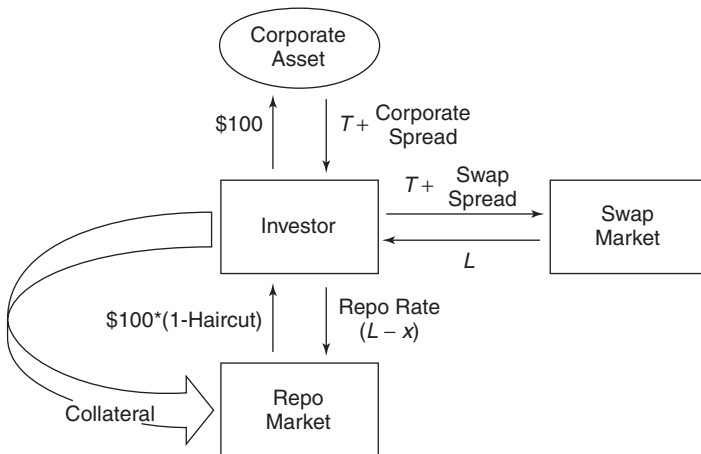 Corporate
Asset
$100
T + Corporate
Spread
T + Swap
Spread
Investor
Swap
Market
L
$100*(1-Haircut)
Repo Rate
(L – x)
Collateral
Repo
Market